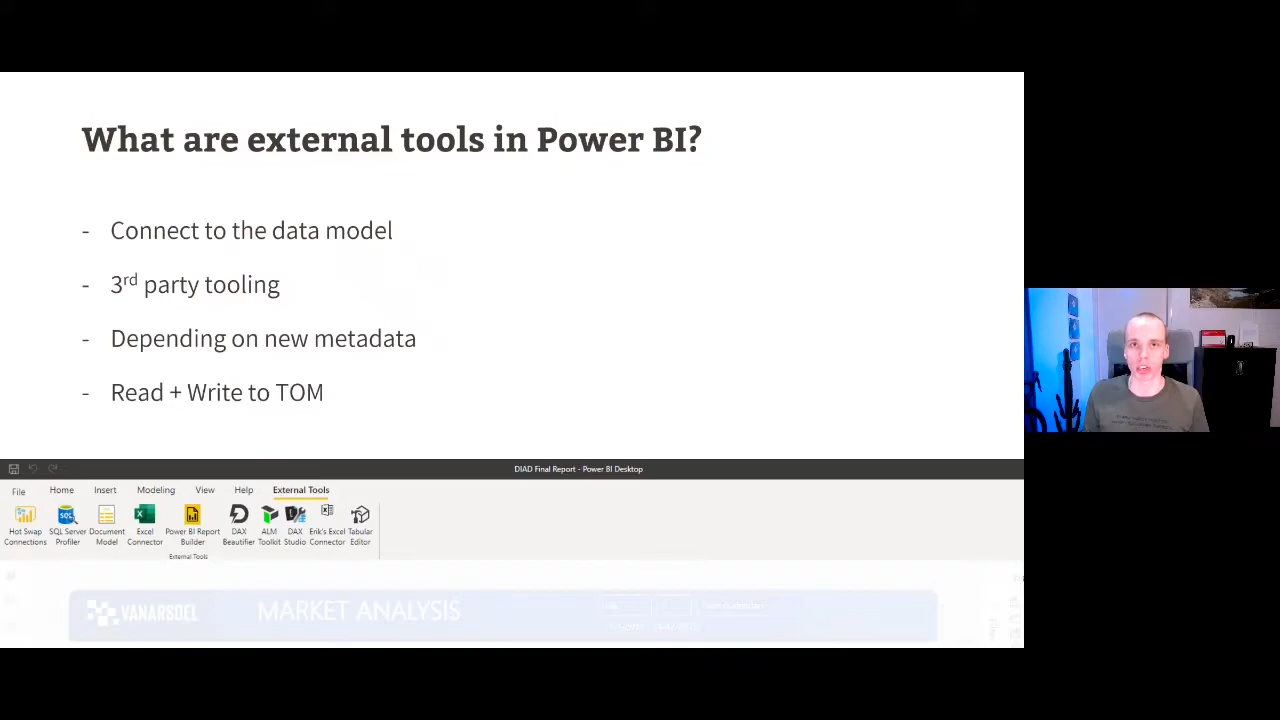 What are external tools in Power BI?
- Connect to the data model
- 3rd party tooling
- Depending on new metadata
- Read + Write to TOM
DIAD Final Report - Power BI Desktop
File Home Insert Modeling View Help External Tools
Hot Swap Connections
SQL Server Profiler
Document Model
Excel Connector
Power BI Report Builder
DAX Beautifier
ALM Toolkit
DAX Studio
Erik's Excel Connector
Tabular Editor
External Tools
VANARSDEL MARKET ANALYSIS